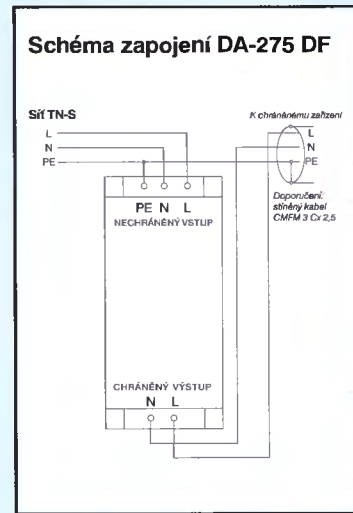 Schéma zapojení DA-275 DF
Síť TN-S
L
N
PE
K chráněnému zařízení
L
N
PE
Doporučení:
stíněný kabel
CMFM 3 Cx 2,5
PE N L
NECHRÁNĚNÝ VSTUP
CHRÁNĚNÝ VÝSTUP
N L